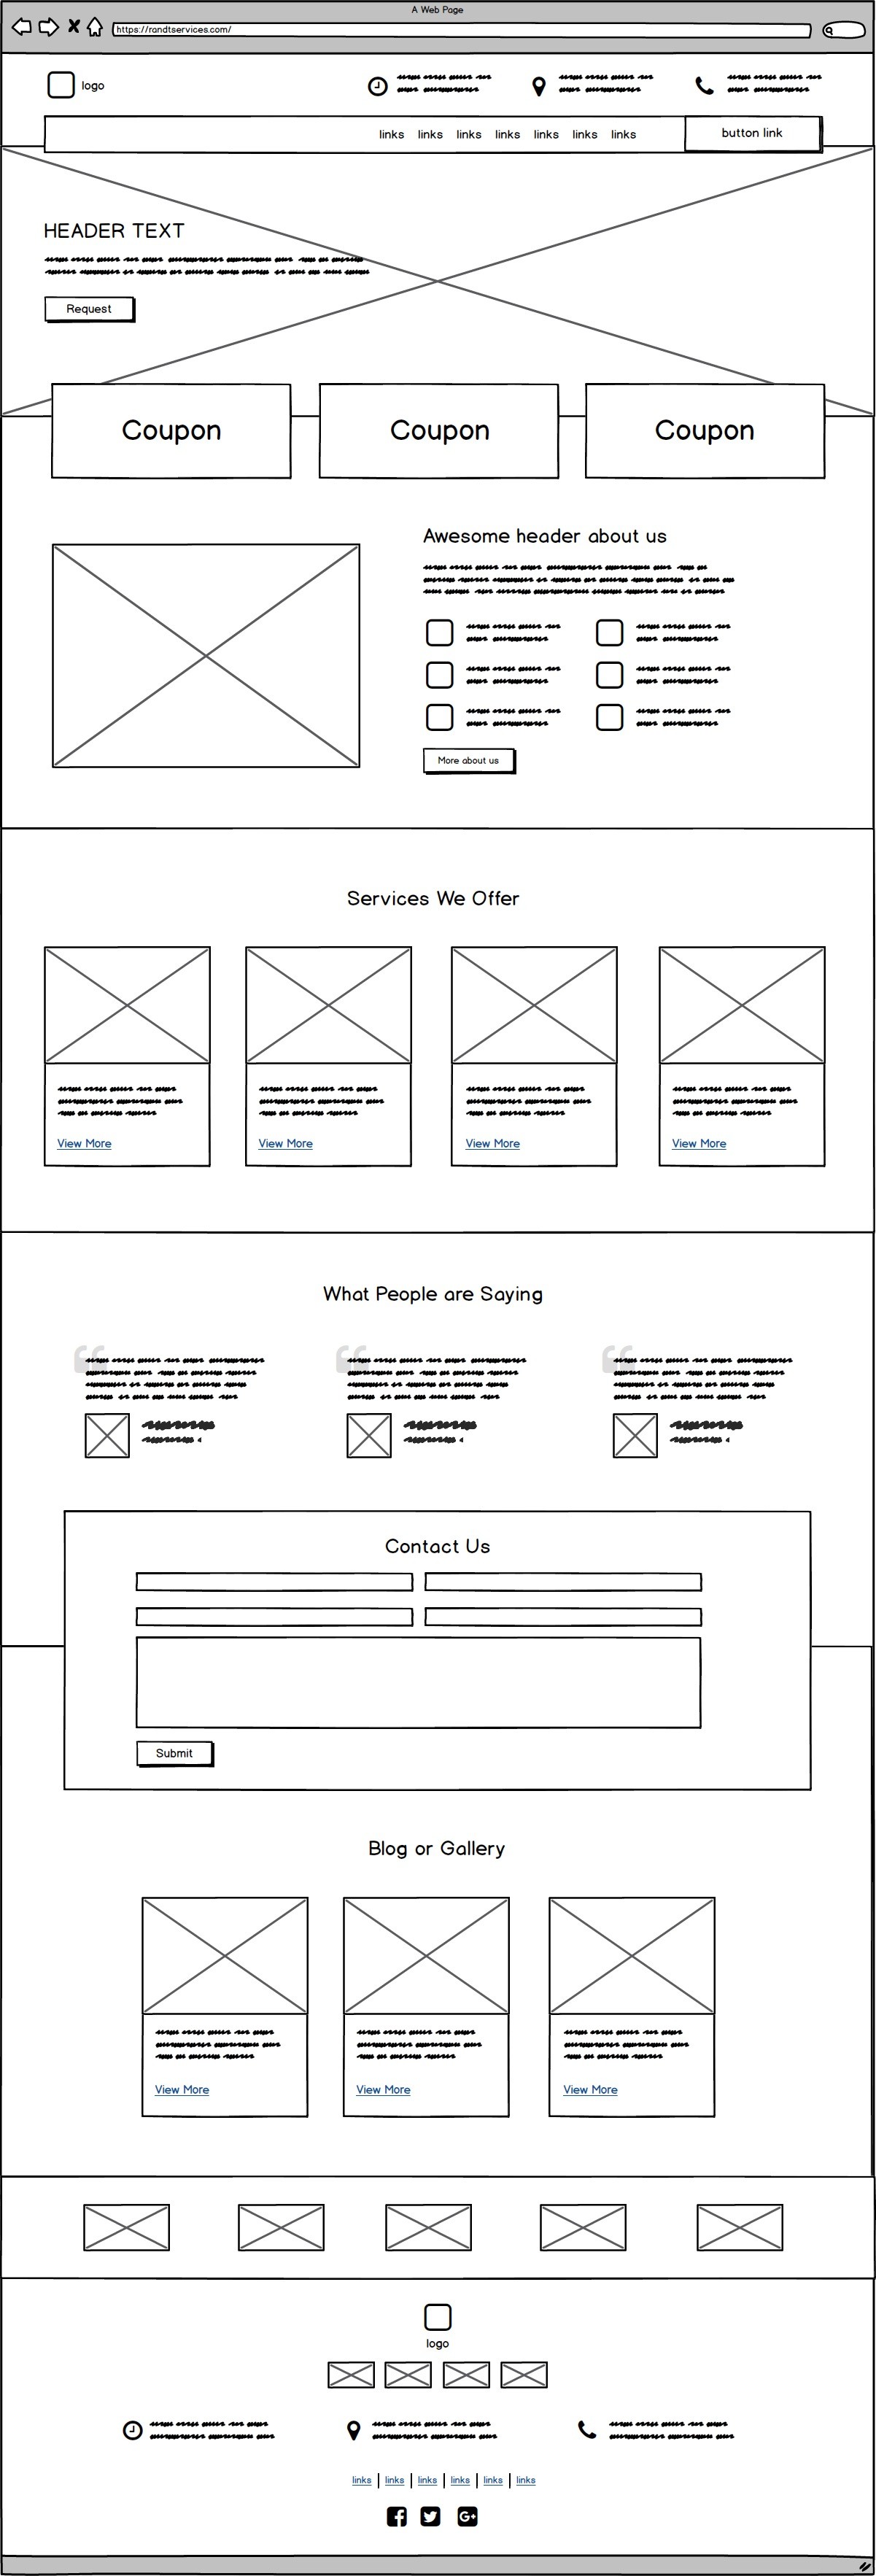 A Web Page
https://randtservices.com/
logo
links links links links links links links button link
HEADER TEXT
Request
Coupon Coupon Coupon
Awesome header about us
More about us
Services We Offer
View More View More View More View More
What People are Saying
Contact Us
Submit
Blog or Gallery
View More View More View More
logo
links links links links links links